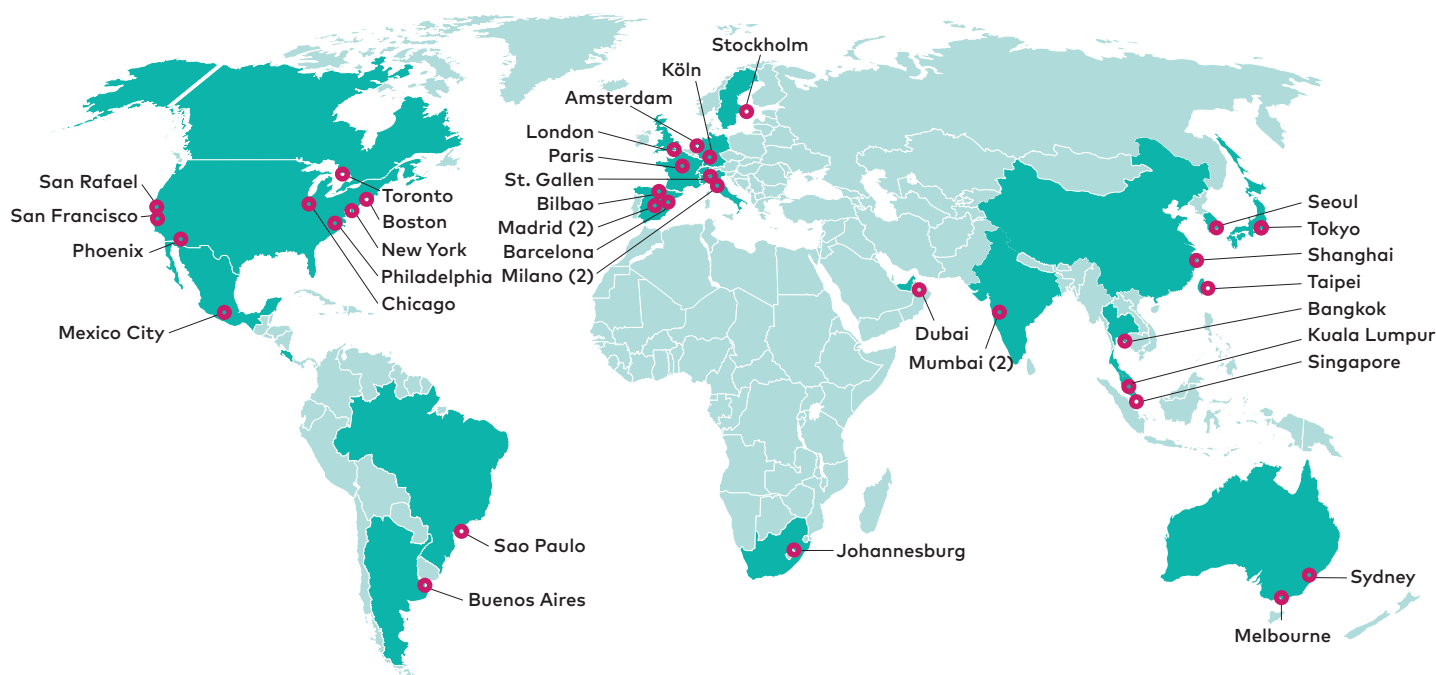 San Rafael
San Francisco
Phoenix
Mexico City
Toronto
Boston
New York
Philadelphia
Chicago
Sao Paulo
Buenos Aires
Stockholm
Köln
Amsterdam
London
Paris
St. Gallen
Bilbao
Madrid (2)
Barcelona
Milano (2)
Dubai
Mumbai (2)
Johannesburg
Seoul
Tokyo
Shanghai
Taipei
Bangkok
Kuala Lumpur
Singapore
Sydney
Melbourne